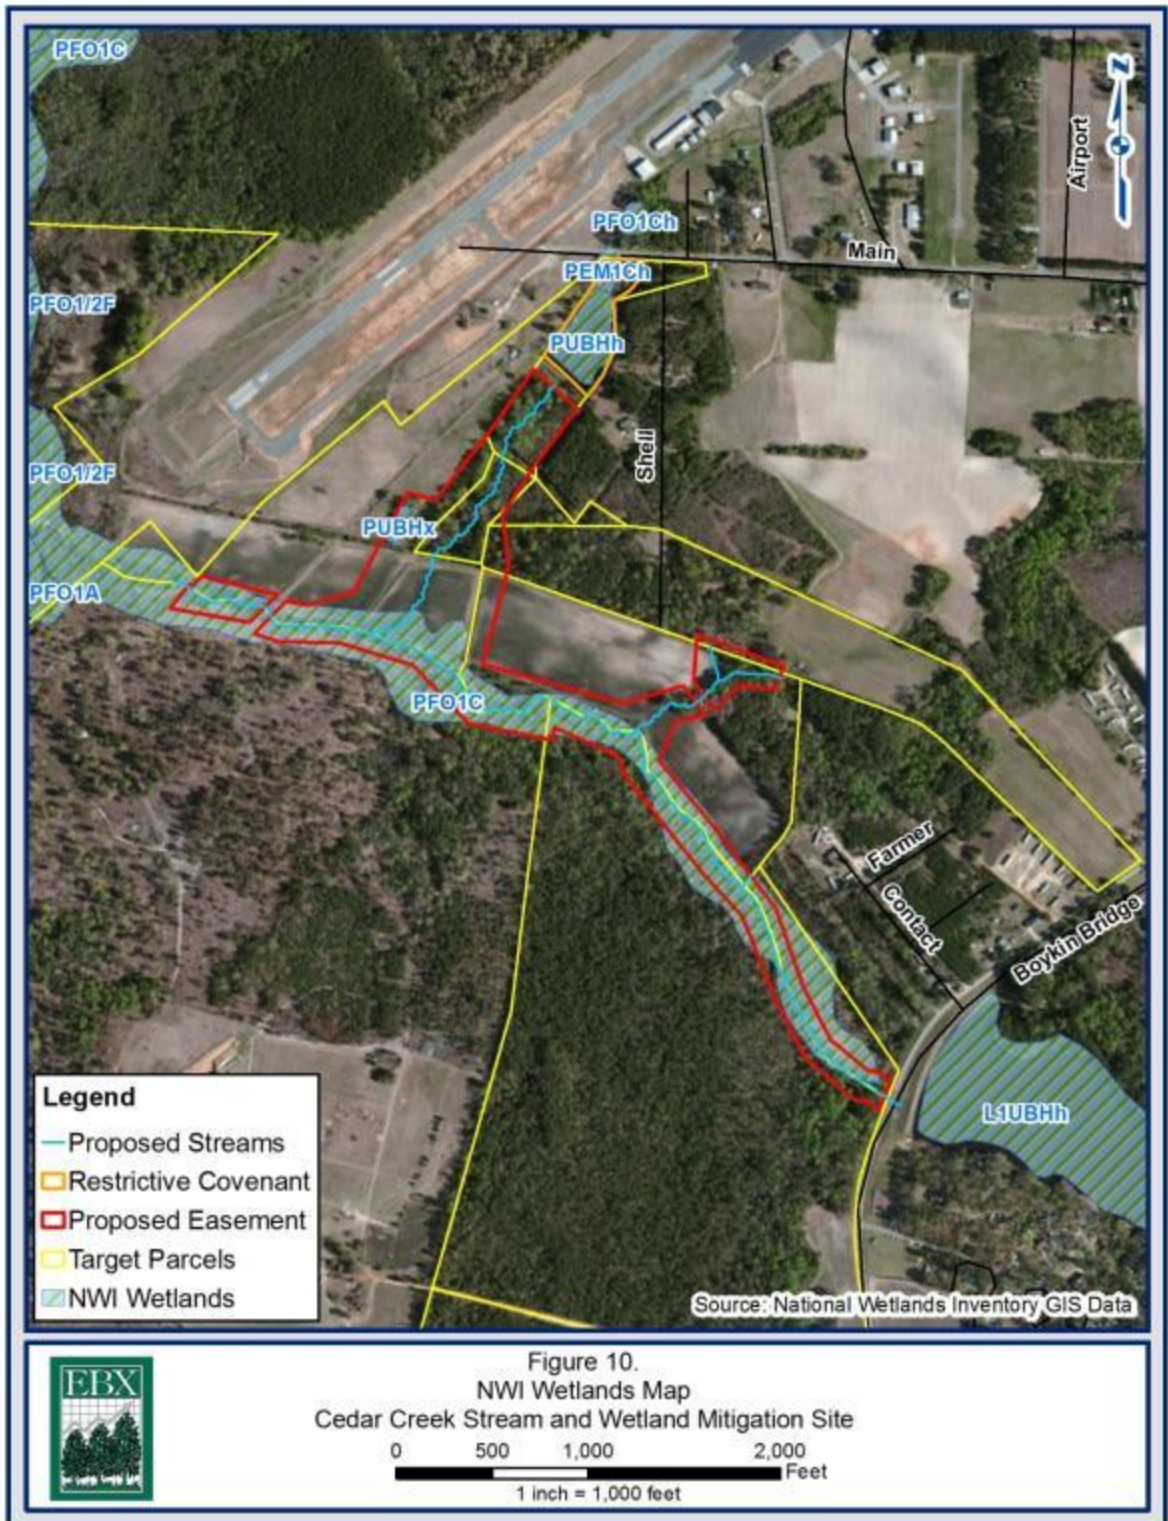 PFO1C
Airport
PFO1Ch
Main
PEM1Ch
PFO1/2F
PUBHh
Shell
PFO1/2F
PUBHx
PFO1A
PFO1C
Farmer
Contact
Boykin Bridge
L1UBHh
Legend
Proposed Streams
Restrictive Covenant
Proposed Easement
Target Parcels
NWI Wetlands
Source: National Wetlands Inventory GIS Data
EBX
Figure 10.
NWI Wetlands Map
Cedar Creek Stream and Wetland Mitigation Site
0 500 1,000 2,000
Feet
1 inch = 1,000 feet
N